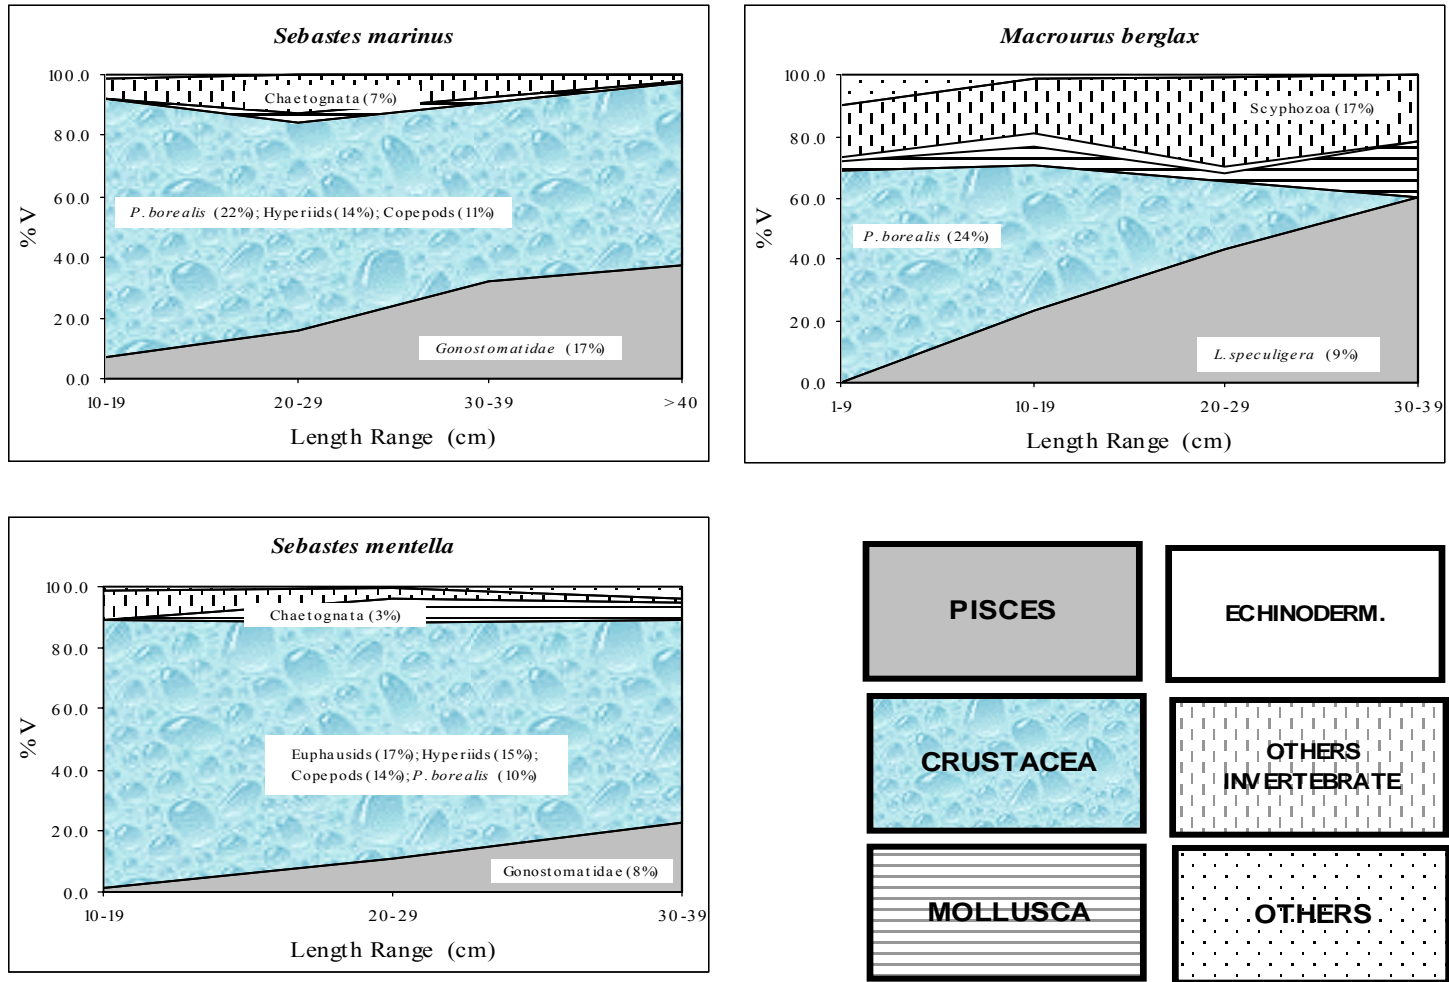 Sebastes marinus
100.0
80.0
60.0
40.0
20.0
0.0
%V
Chaetognata (7%)
P. borealis (22%); Hyperiids (14%); Copepods (11%)
Gonostomatidae (17%)
10-19 20-29 30-39 >40
Length Range (cm)
Macrourus berglax
100.0
80.0
60.0
40.0
20.0
0.0
%V
Scyphozoa (17%)
P. borealis (24%)
L. speculigera (9%)
1-9 10-19 20-29 30-39
Length Range (cm)
Sebastes mentella
100.0
80.0
60.0
40.0
20.0
0.0
%V
Chaetognata (3%)
Euphausids (17%); Hyperiids (15%);
Copepods (14%); P. borealis (10%)
Gonostomatidae (8%)
10-19 20-29 30-39
Length Range (cm)
PISCES
ECHINODERM.
CRUSTACEA
OTHERS
INVERTEBRATE
MOLLUSCA
OTHERS